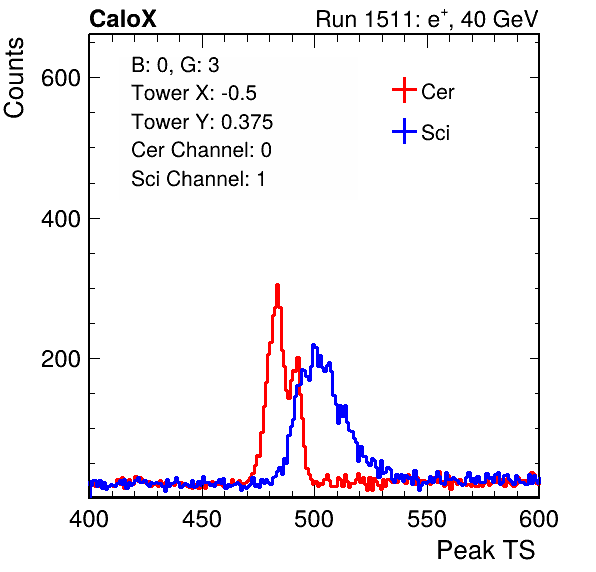 CaloX Run 1511: e⁺, 40 GeV
Counts
B: 0, G: 3
Tower X: -0.5
Tower Y: 0.375
Cer Channel: 0
Sci Channel: 1
Cer
Sci
600
400
200
400 450 500 550 600
Peak TS